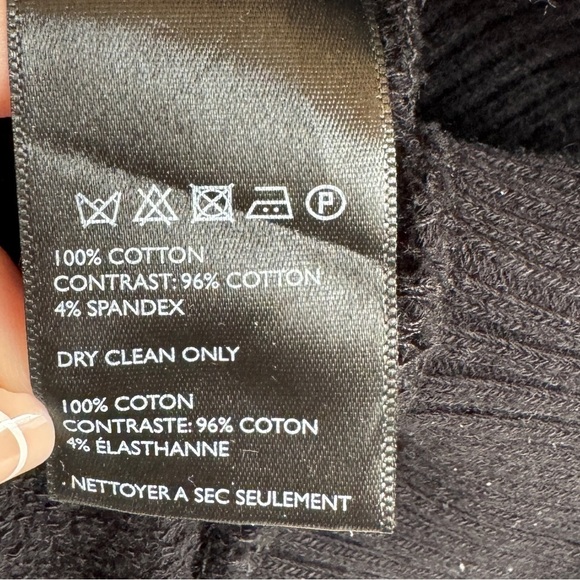 P
100% COTTON
CONTRAST: 96% COTTON
4% SPANDEX
DRY CLEAN ONLY
100% COTON
CONTRASTE: 96% COTON
4% ÉLASTHANNE
NETTOYER A SEC SEULEMENT